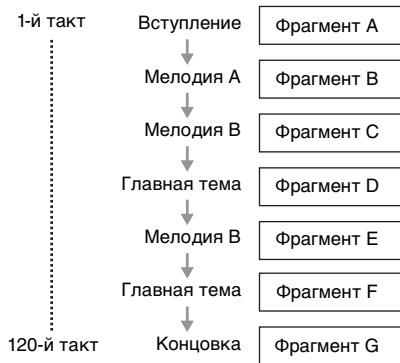 1-й такт Вступление Фрагмент A
Мелодия A Фрагмент B
Мелодия B Фрагмент C
Главная тема Фрагмент D
Мелодия B Фрагмент E
Главная тема Фрагмент F
120-й такт Концовка Фрагмент G